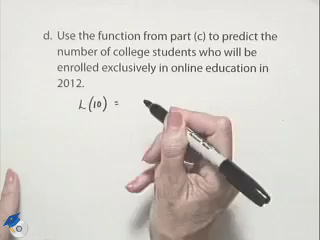 d. Use the function from part (c) to predict the
number of college students who will be
enrolled exclusively in online education in
2012.
L(10) =